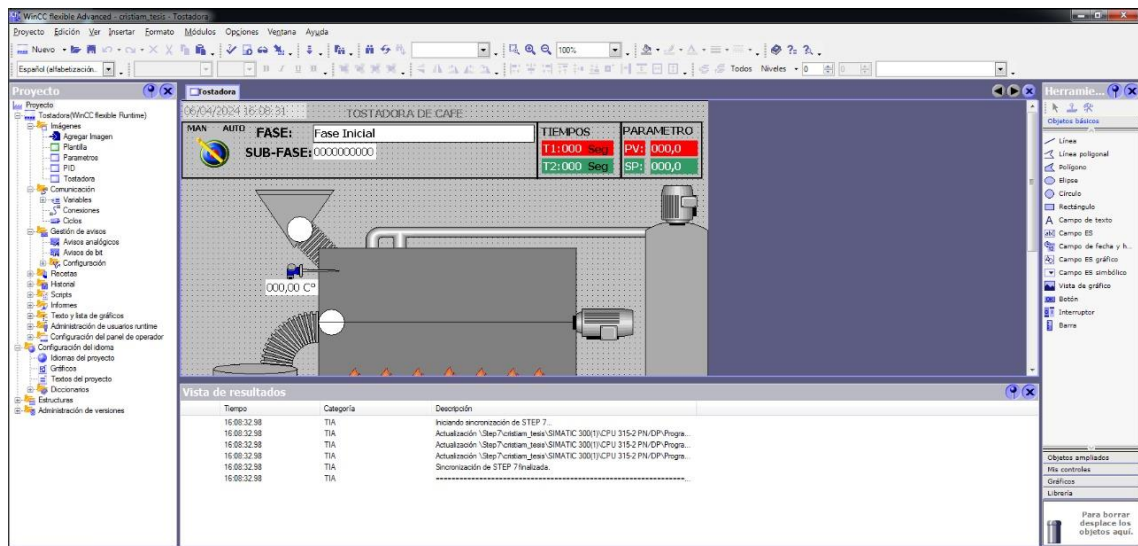 WinCC flexible Advanced - cristiam_tesis - Tostadora
Proyecto Edición Ver Insertar Formato Módulos Opciones Ventana Ayuda
Nuevo 100%
Español (alfabetización. Todos Niveles 0 0
Proyecto
Proyecto
Tostadora(WinCC flexible Runtime)
Imágenes
Agregar Imagen
Plantilla
Parametros
PID
Tostadora
Comunicación
Variables
Conexiones
Ciclos
Gestión de avisos
Avisos analógicos
Avisos de bit
Configuración
Recetas
Historial
Scripts
Informes
Texto y lista de gráficos
Administración de usuarios runtime
Configuración del panel de operador
Configuración del idioma
Idiomas del proyecto
Gráficos
Textos del proyecto
Diccionarios
Estructuras
Administración de versiones
Tostadora
06/04/2024 16:08:31 TOSTADORA DE CAFE
MAN AUTO FASE: Fase Inicial
SUB-FASE: 0000000000
TIEMPOS
T1:000 Seg
T2:000 Seg
PARAMETRO
PV: 000,0
SP: 000,0
000,00 Cº
Vista de resultados
Tiempo Categoría Descripción
16:08:32.98 TIA Iniciando sincronización de STEP 7...
16:08:32.98 TIA Actualización \Step7\cristiam_tesis\SIMATIC 300(1)\CPU 315-2 PN/DP\Progra...
16:08:32.98 TIA Actualización \Step7\cristiam_tesis\SIMATIC 300(1)\CPU 315-2 PN/DP\Progra...
16:08:32.98 TIA Actualización \Step7\cristiam_tesis\SIMATIC 300(1)\CPU 315-2 PN/DP\Progra...
16:08:32.98 TIA Sincronización de STEP 7 finalizada.
16:08:32.98 TIA
Herramie...
Objetos básicos
Línea
Línea poligonal
Polígono
Elipse
Círculo
Rectángulo
Campo de texto
Campo ES
Campo de fecha y h...
Campo ES gráfico
Campo ES simbólico
Vista de gráfico
Botón
Interruptor
Barra
Objetos ampliados
Mis controles
Gráficos
Librería
Para borrar
desplace los
objetos aquí.